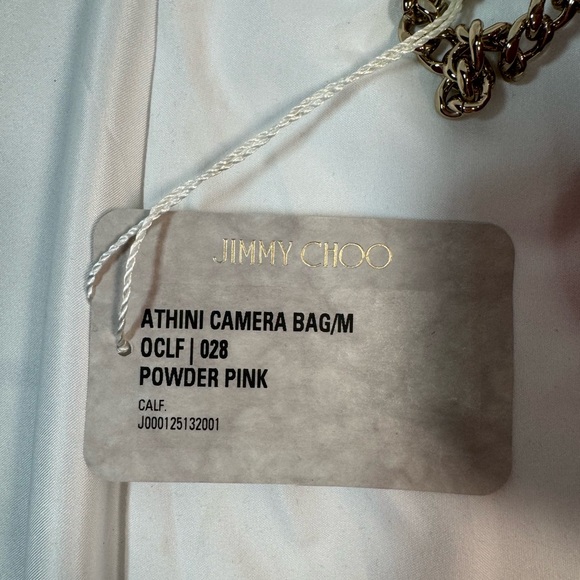 JIMMY CHOO
ATHINI CAMERA BAG/M
OCLF | 028
POWDER PINK
CALF.
J000125132001